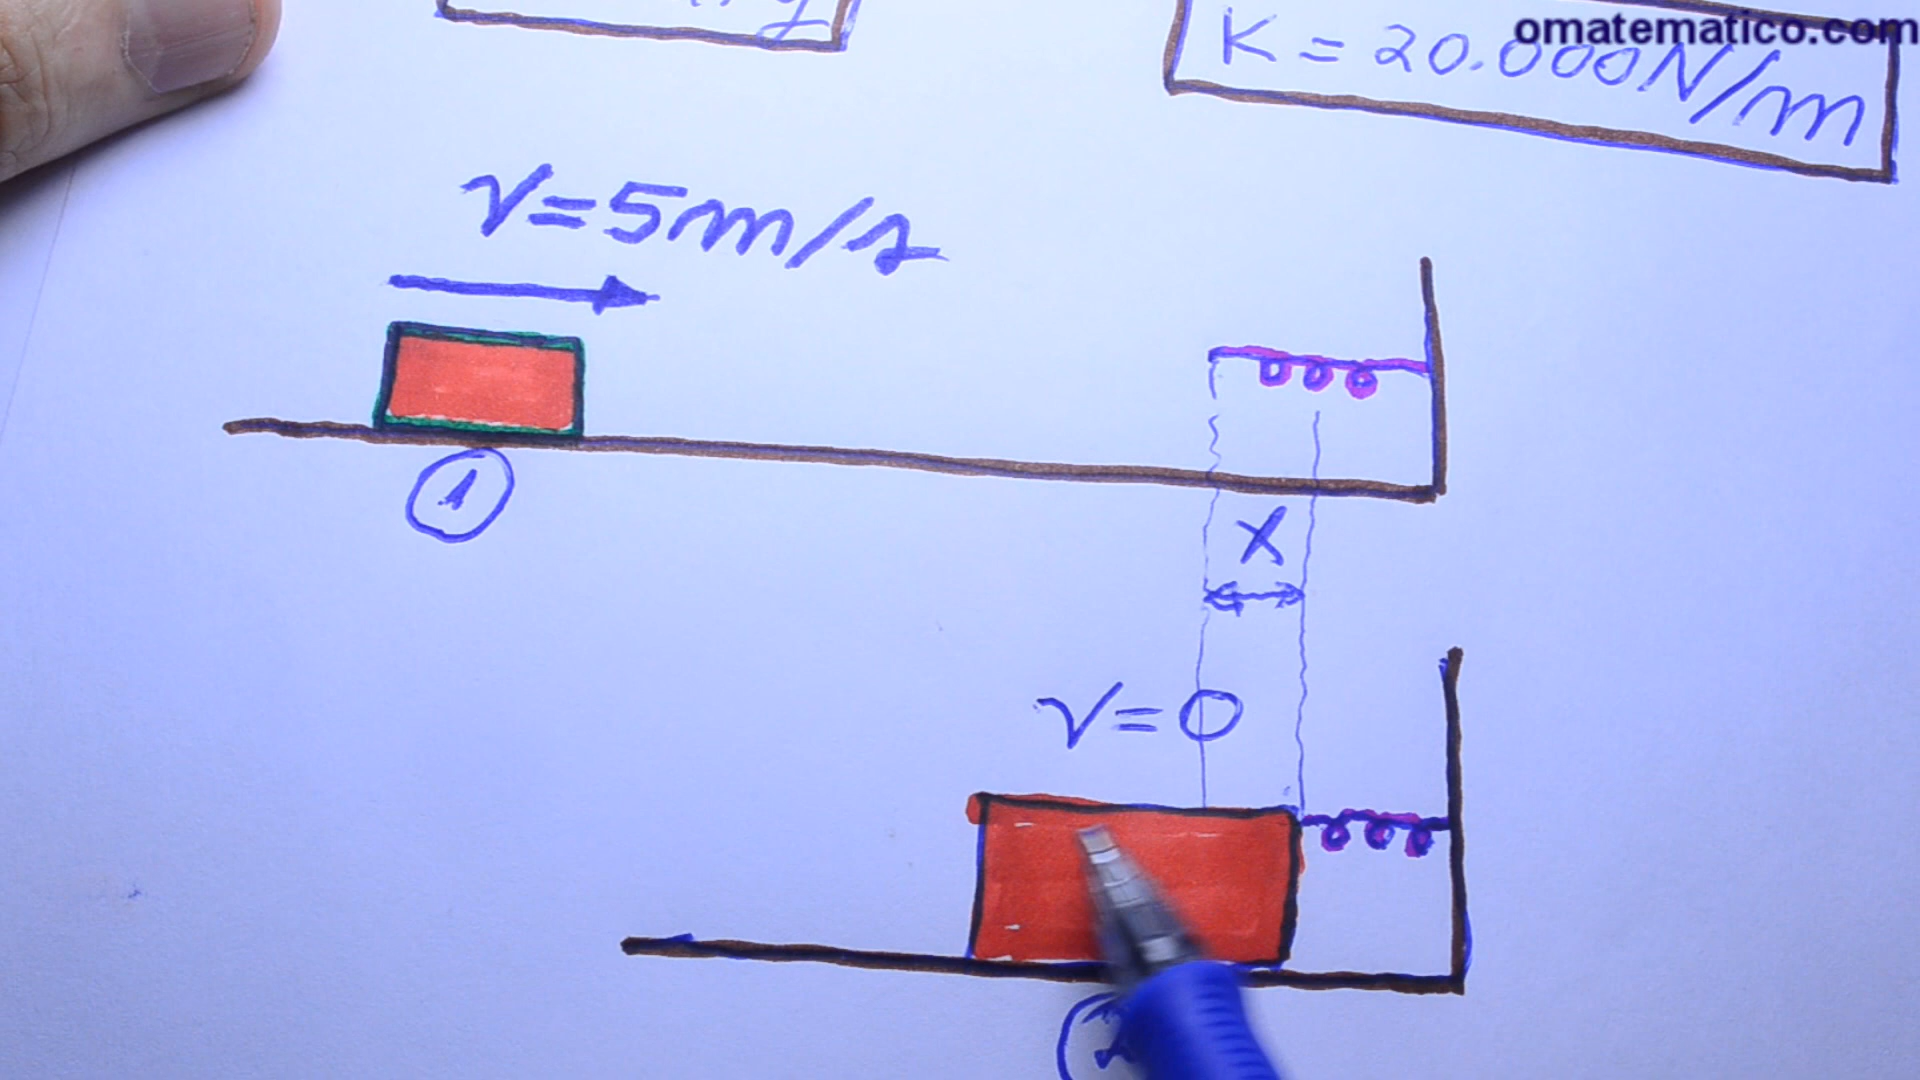 omatematico.com
K = 20.000N/m
V=5m/s
1
X
V=0